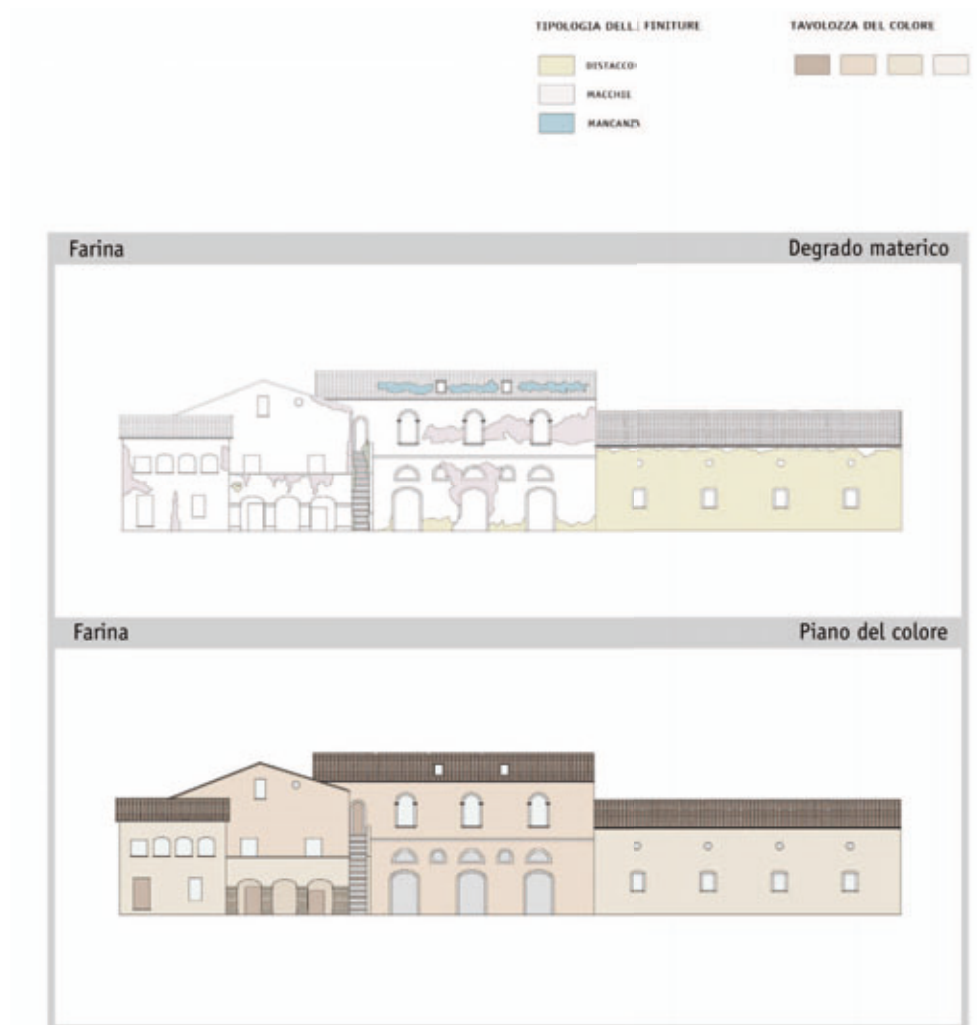 TIPOLOGIA DELL FINITURE
TAVOLOZZA DEL COLORE
DISTACCO
MACCHIE
MANCANZ
Farina
Degrado materico
Farina
Piano del colore